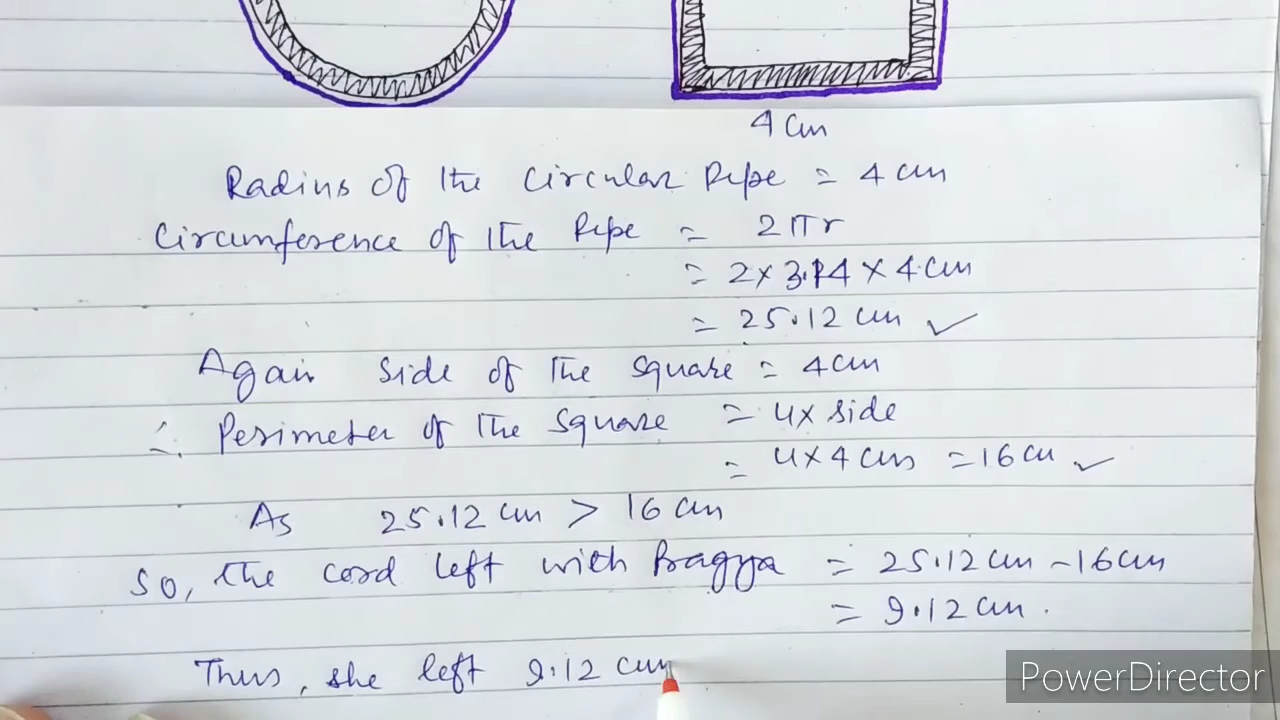 4 cm
Radius of the circular Pipe = 4 cm
Circumference of the Pipe = 2πr
= 2 × 3.14 × 4 cm
= 25.12 cm ✓
Again side of the square = 4cm
∴ Perimeter of the square = 4× side
= 4×4 cm = 16 cm ✓
As 25.12 cm > 16 cm
So, the cord left with Pragya = 25.12 cm - 16 cm
= 9.12 cm.
Thus, she left 9.12 cm
PowerDirector